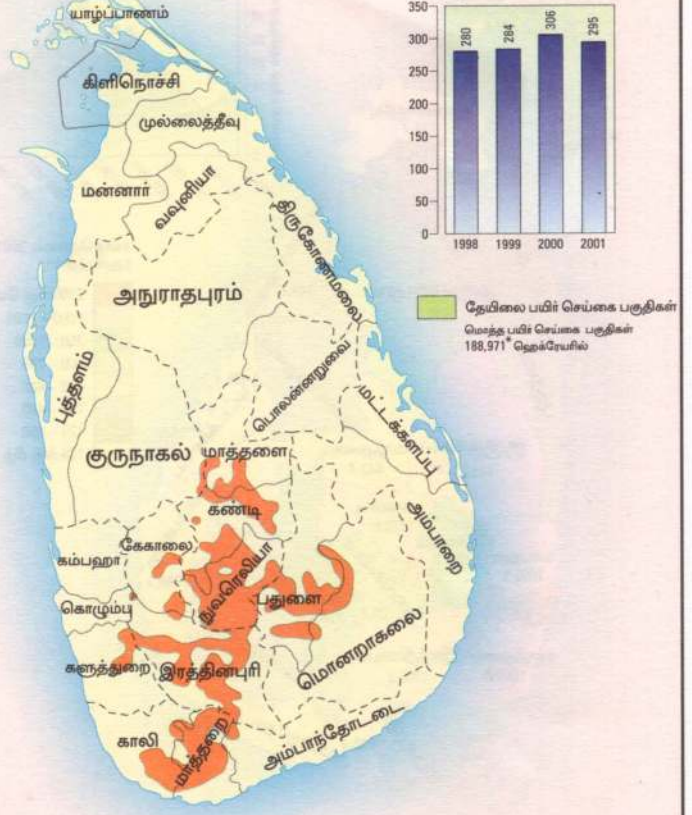 யாழ்ப்பாணம்
கிளிநொச்சி
முல்லைத்தீவு
மன்னார்
வவுனியா
திருகோணமலை
அநுராதபுரம்
புத்தளம்
பொலன்னறுவை
மட்டக்களப்பு
குருநாகல்
மாத்தளை
கண்டி
அம்பாறை
கேகாலை
கம்பஹா
நுவரெலியா
பதுளை
கொழும்பு
மொனறாகலை
களுத்துறை
இரத்தினபுரி
காலி
மாத்தறை
அம்பாந்தோட்டை
350
300
250
200
150
100
50
0
280
284
306
295
1998
1999
2000
2001
தேயிலை பயிர் செய்கை பகுதிகள்
மொத்த பயிர் செய்கை பகுதிகள்
188,971* ஹெக்ரேயரில்